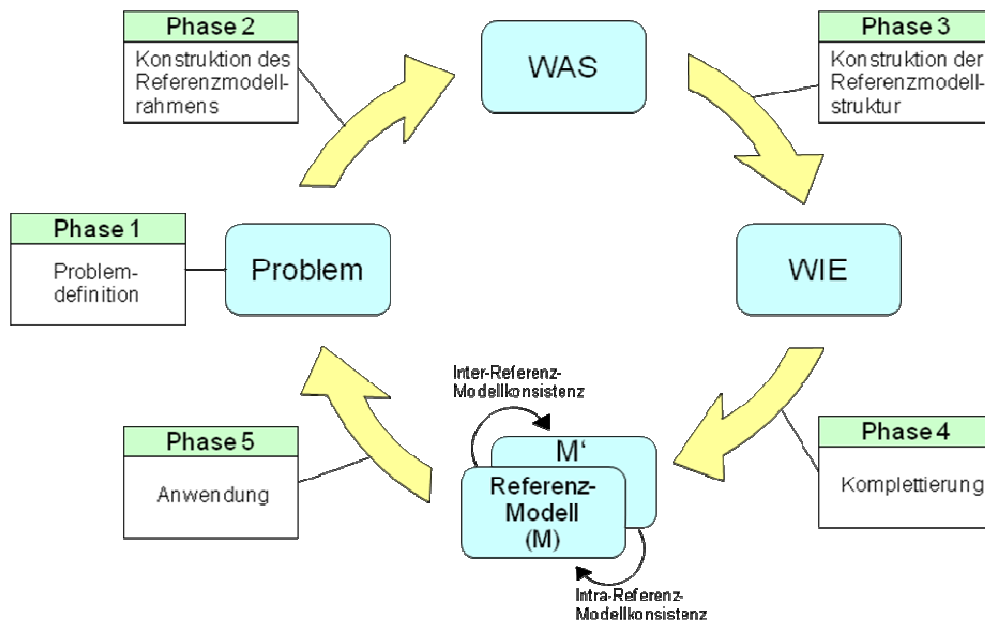 Phase 2
Konstruktion des
Referenzmodell-
rahmens
WAS
Phase 3
Konstruktion der
Referenzmodell-
struktur
Phase 1
Problem-
definition
Problem
WIE
Inter-Referenz-
Modellkonsistenz
Phase 5
Anwendung
M'
Referenz-
Modell
(M)
Phase 4
Komplettierung
Intra-Referenz-
Modellkonsistenz